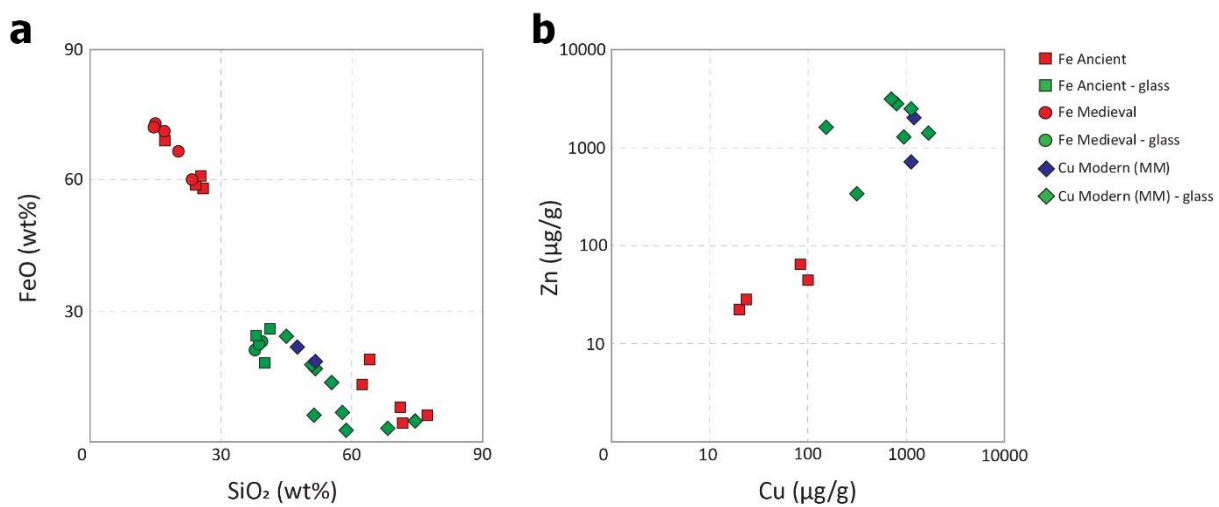 a
90
60
30
0
30
60
90
FeO (wt%)
SiO₂ (wt%)
b
10000
1000
100
10
0
10
100
1000
10000
Zn (µg/g)
Cu (µg/g)
Fe Ancient
Fe Ancient - glass
Fe Medieval
Fe Medieval - glass
Cu Modern (MM)
Cu Modern (MM) - glass